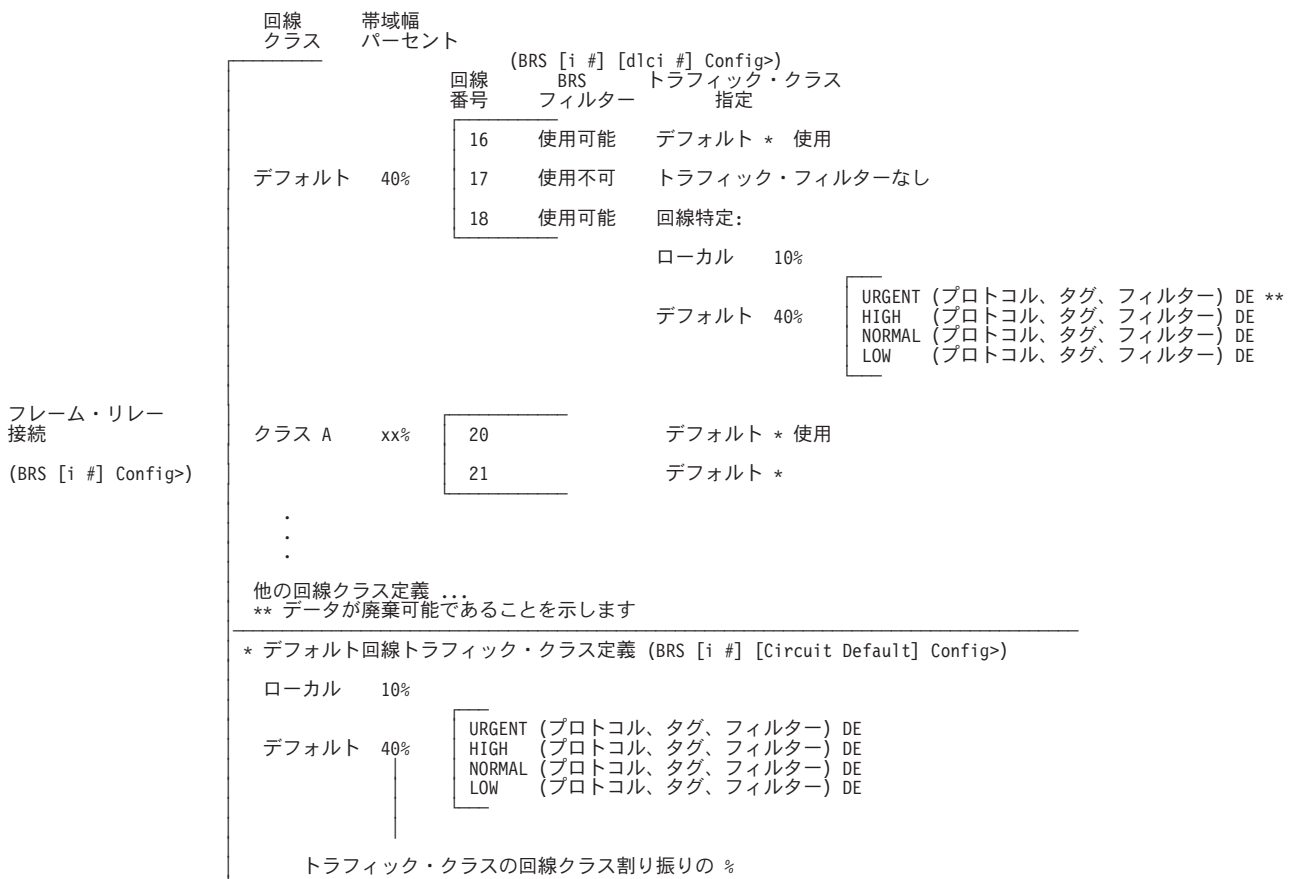 回線 帯域幅
クラス パーセント
(BRS [i #] [dlci #] Config>)
回線 BRS トラフィック・クラス
番号 フィルター 指定
16 使用可能 デフォルト * 使用
デフォルト 40% 17 使用不可 トラフィック・フィルターなし
18 使用可能 回線特定:
ローカル 10%
URGENT (プロトコル、タグ、フィルター) DE **
デフォルト 40% HIGH (プロトコル、タグ、フィルター) DE
NORMAL (プロトコル、タグ、フィルター) DE
LOW (プロトコル、タグ、フィルター) DE
フレーム・リレー
接続 クラス A xx% 20 デフォルト * 使用
(BRS [i #] Config>) 21 デフォルト *
.
.
.
他の回線クラス定義 ...
** データが廃棄可能であることを示します
* デフォルト回線トラフィック・クラス定義 (BRS [i #] [Circuit Default] Config>)
ローカル 10%
URGENT (プロトコル、タグ、フィルター) DE
デフォルト 40% HIGH (プロトコル、タグ、フィルター) DE
NORMAL (プロトコル、タグ、フィルター) DE
LOW (プロトコル、タグ、フィルター) DE
トラフィック・クラスの回線クラス割り振りの %